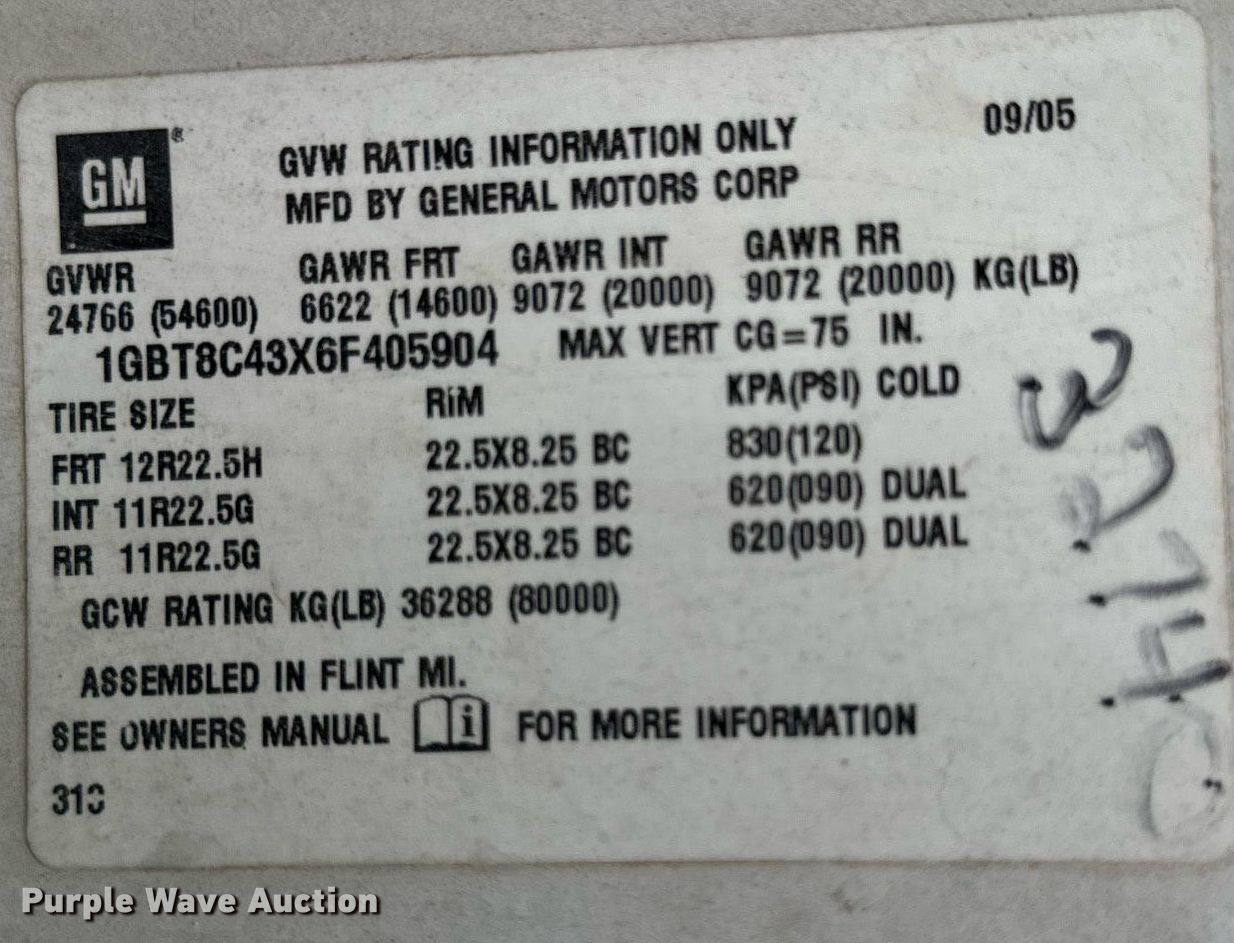 GM®
09/05
GVW RATING INFORMATION ONLY
MFD BY GENERAL MOTORS CORP
GVWR GAWR FRT GAWR INT GAWR RR
24766 (54600) 6622 (14600) 9072 (20000) 9072 (20000) KG(LB)
1GBT8C43X6F405904 MAX VERT CG=75 IN.
TIRE SIZE RIM KPA(PSI) COLD
FRT 12R22.5H 22.5X8.25 BC 830(120)
INT 11R22.5G 22.5X8.25 BC 620(090) DUAL
RR 11R22.5G 22.5X8.25 BC 620(090) DUAL
GCW RATING KG(LB) 36288 (80000)
ASSEMBLED IN FLINT MI.
SEE OWNERS MANUAL i FOR MORE INFORMATION
Purple Wave Auction